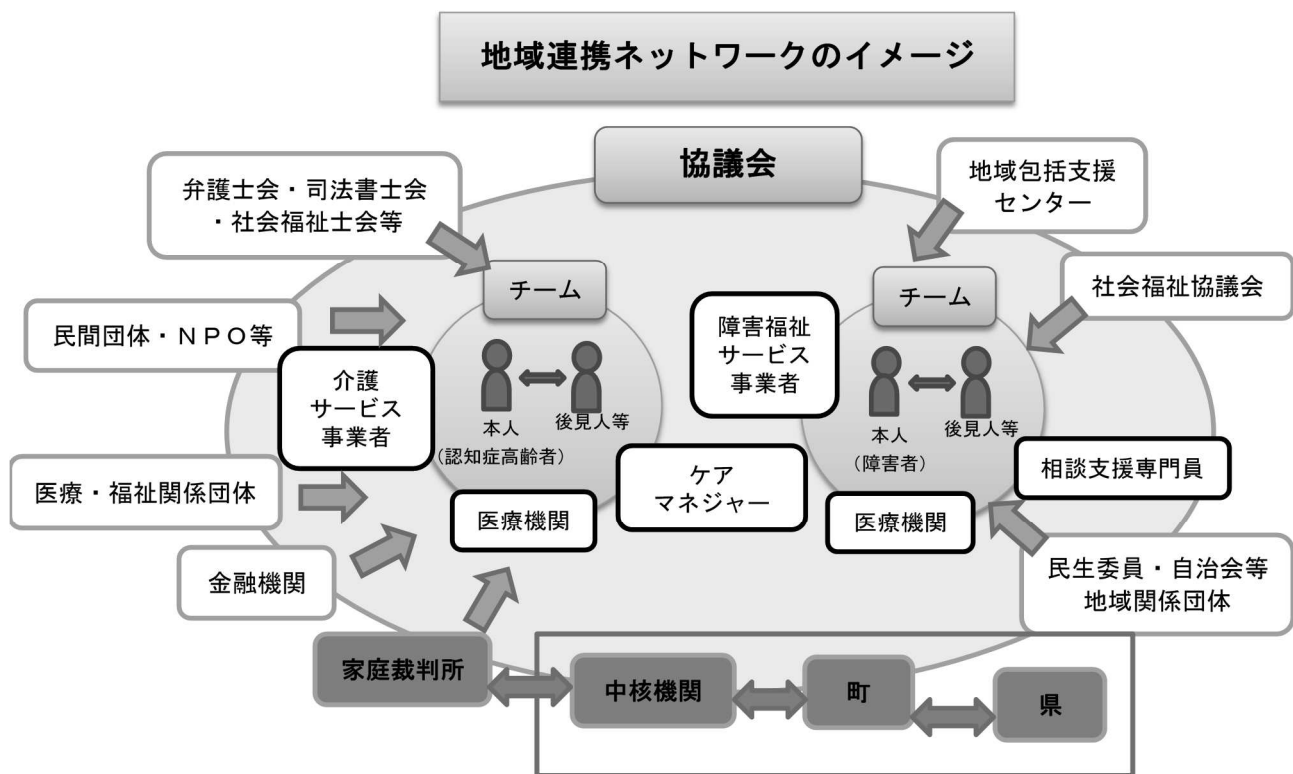 地域連携ネットワークのイメージ
協議会
弁護士会・司法書士会
・社会福祉士会等
地域包括支援
センター
チーム
チーム
社会福祉協議会
民間団体・ＮＰＯ等
障害福祉
サービス
事業者
介護
サービス
事業者
本人
後見人等
(認知症高齢者)
本人
後見人等
(障害者)
医療・福祉関係団体
ケア
マネジャー
相談支援専門員
医療機関
医療機関
金融機関
民生委員・自治会等
地域関係団体
家庭裁判所
中核機関
町
県